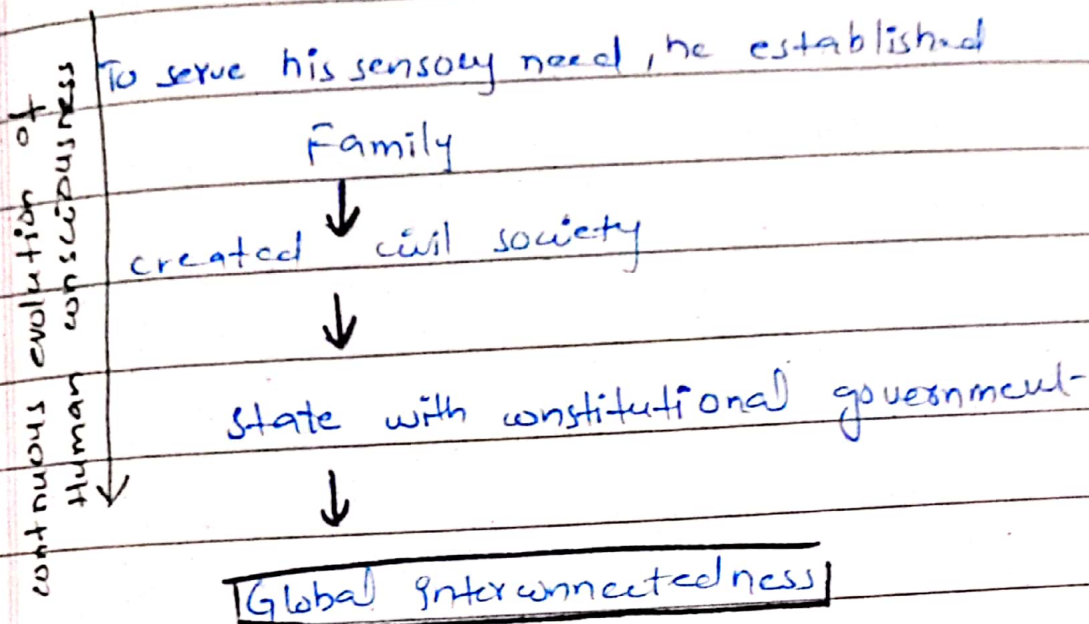 continuous evolution of
Human consciousness
To serve his sensory need, he established
Family
created civil society
State with constitutional government
Global Interconnectedness